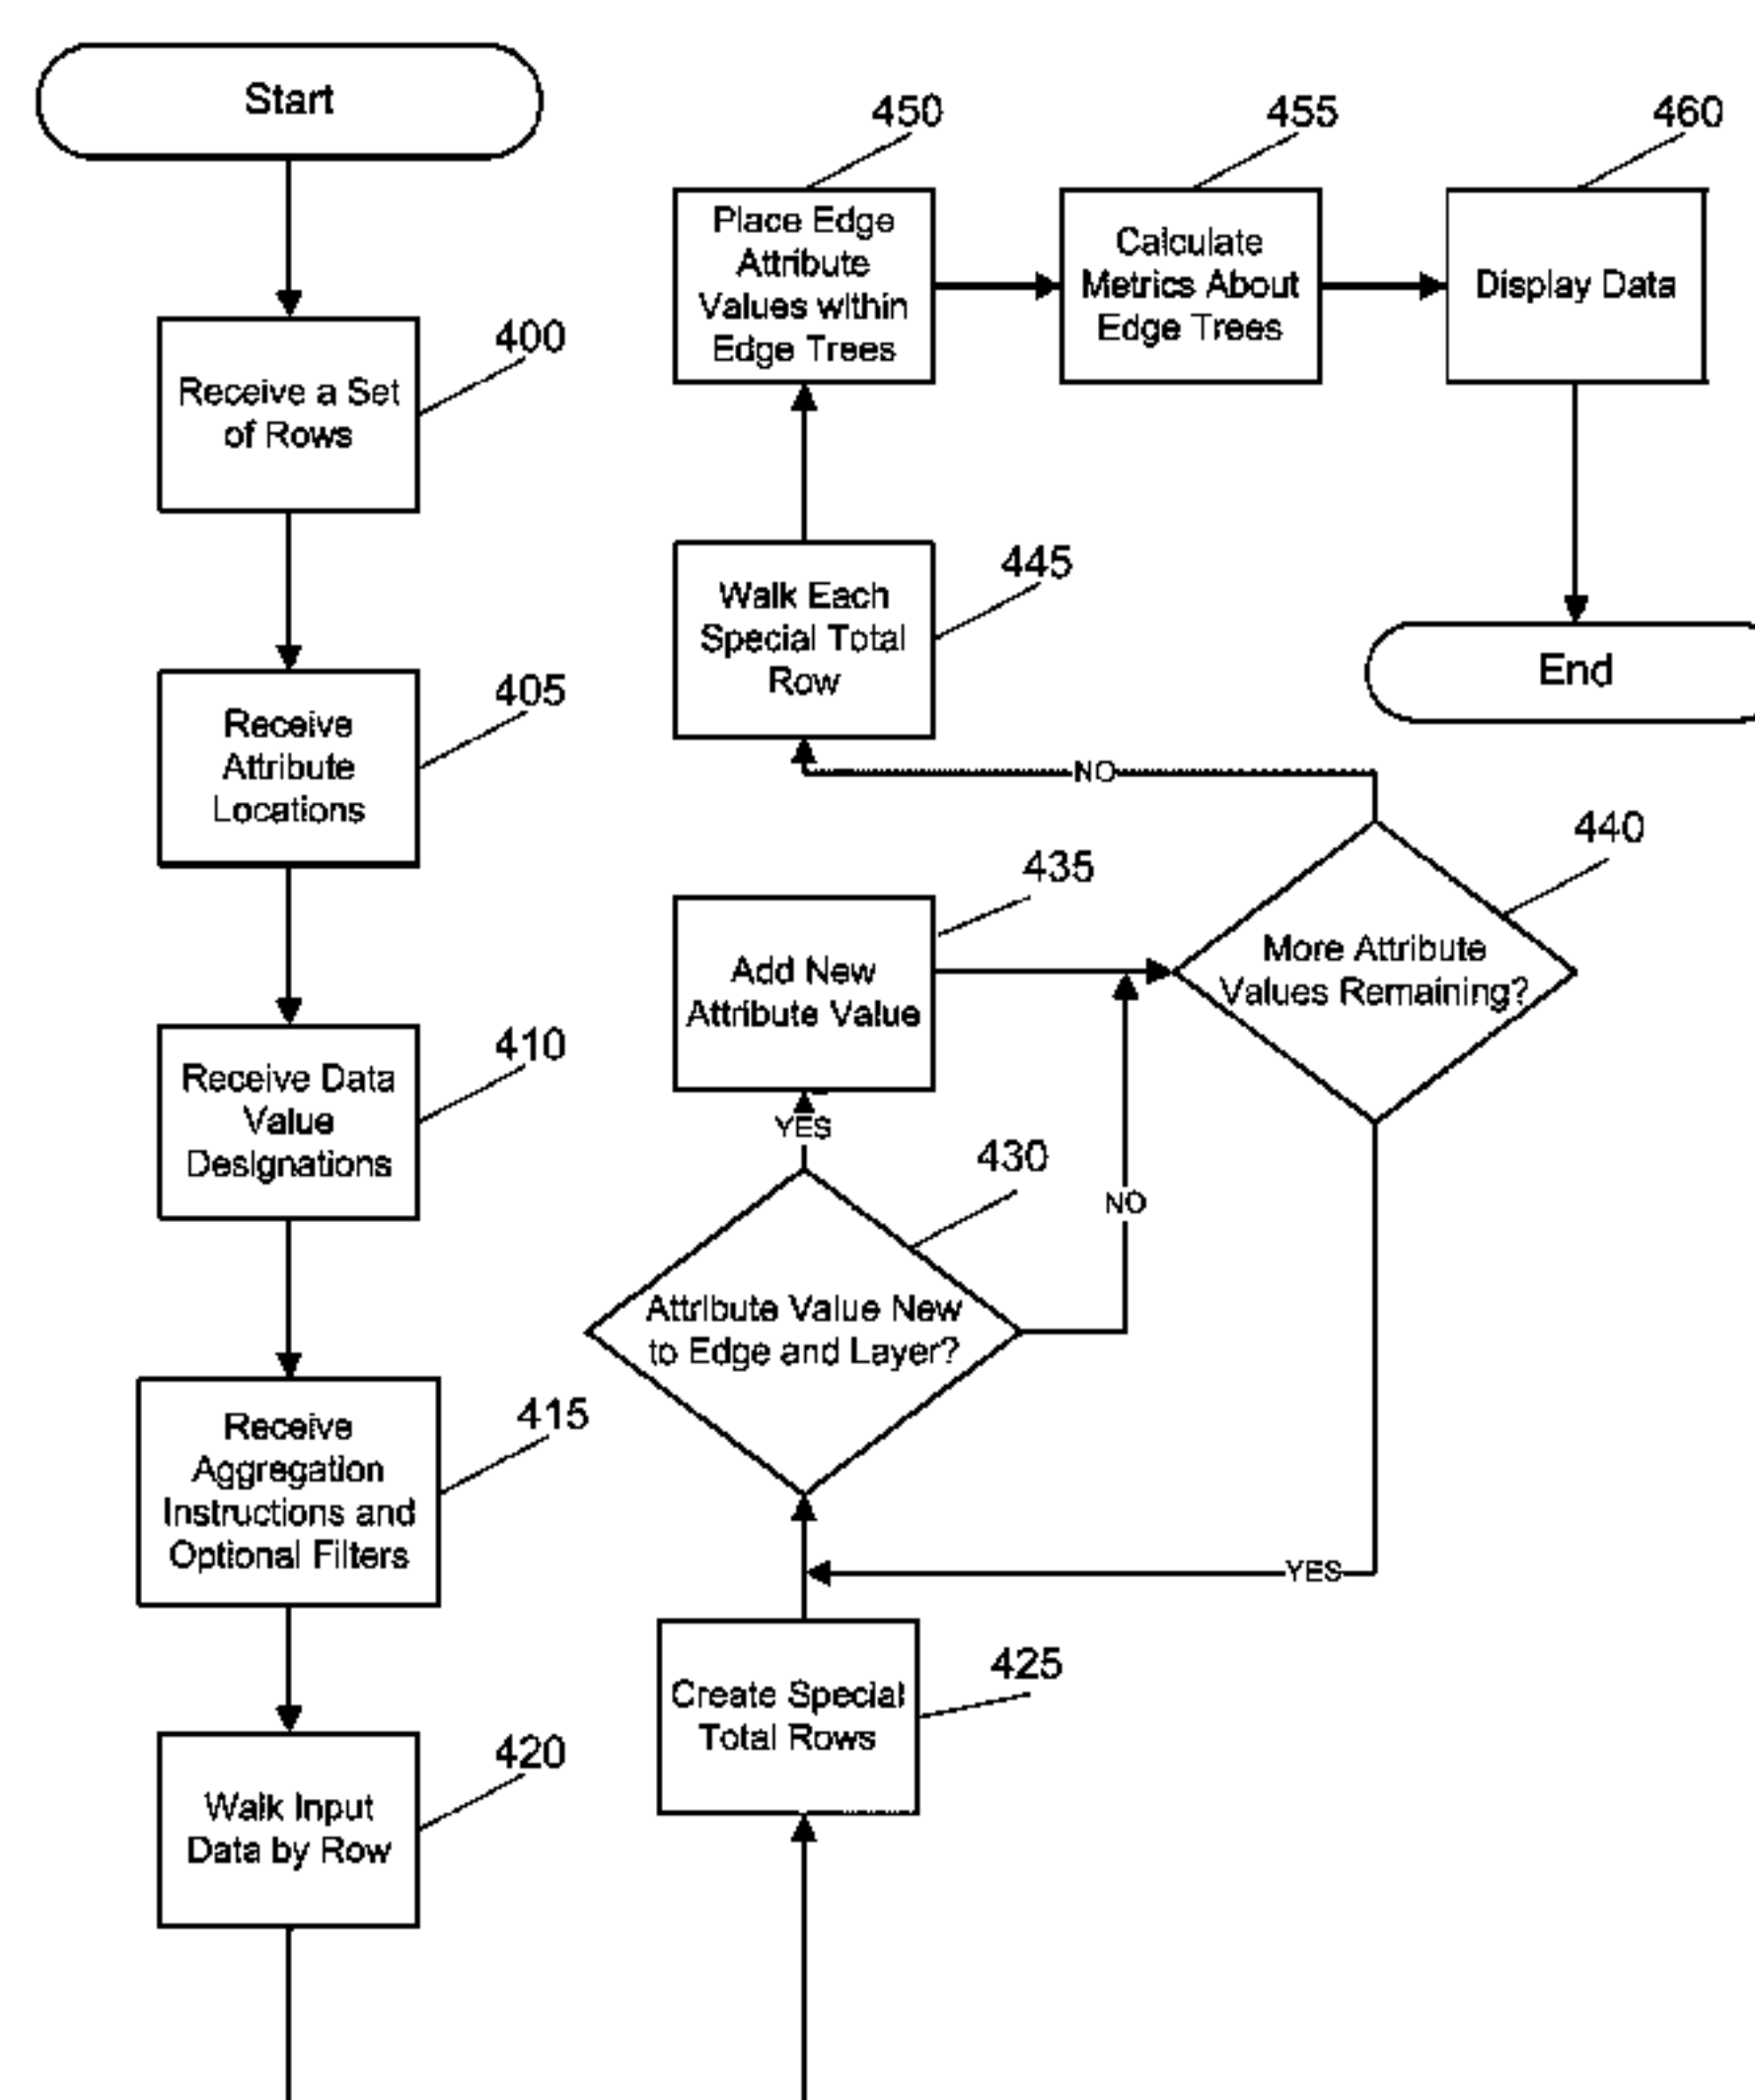 Start
400
Receive a Set
of Rows
405
Receive
Attribute
Locations
410
Receive Data
Value
Designations
415
Receive
Aggregation
Instructions and
Optional Filters
420
Walk Input
Data by Row
425
Create Special
Total Rows
430
Attribute Value New
to Edge and Layer?
YES
NO
435
Add New
Attribute Value
440
More Attribute
Values Remaining?
YES
NO
445
Walk Each
Special Total
Row
450
Place Edge
Attribute
Values within
Edge Trees
455
Calculate
Metrics About
Edge Trees
460
Display Data
End